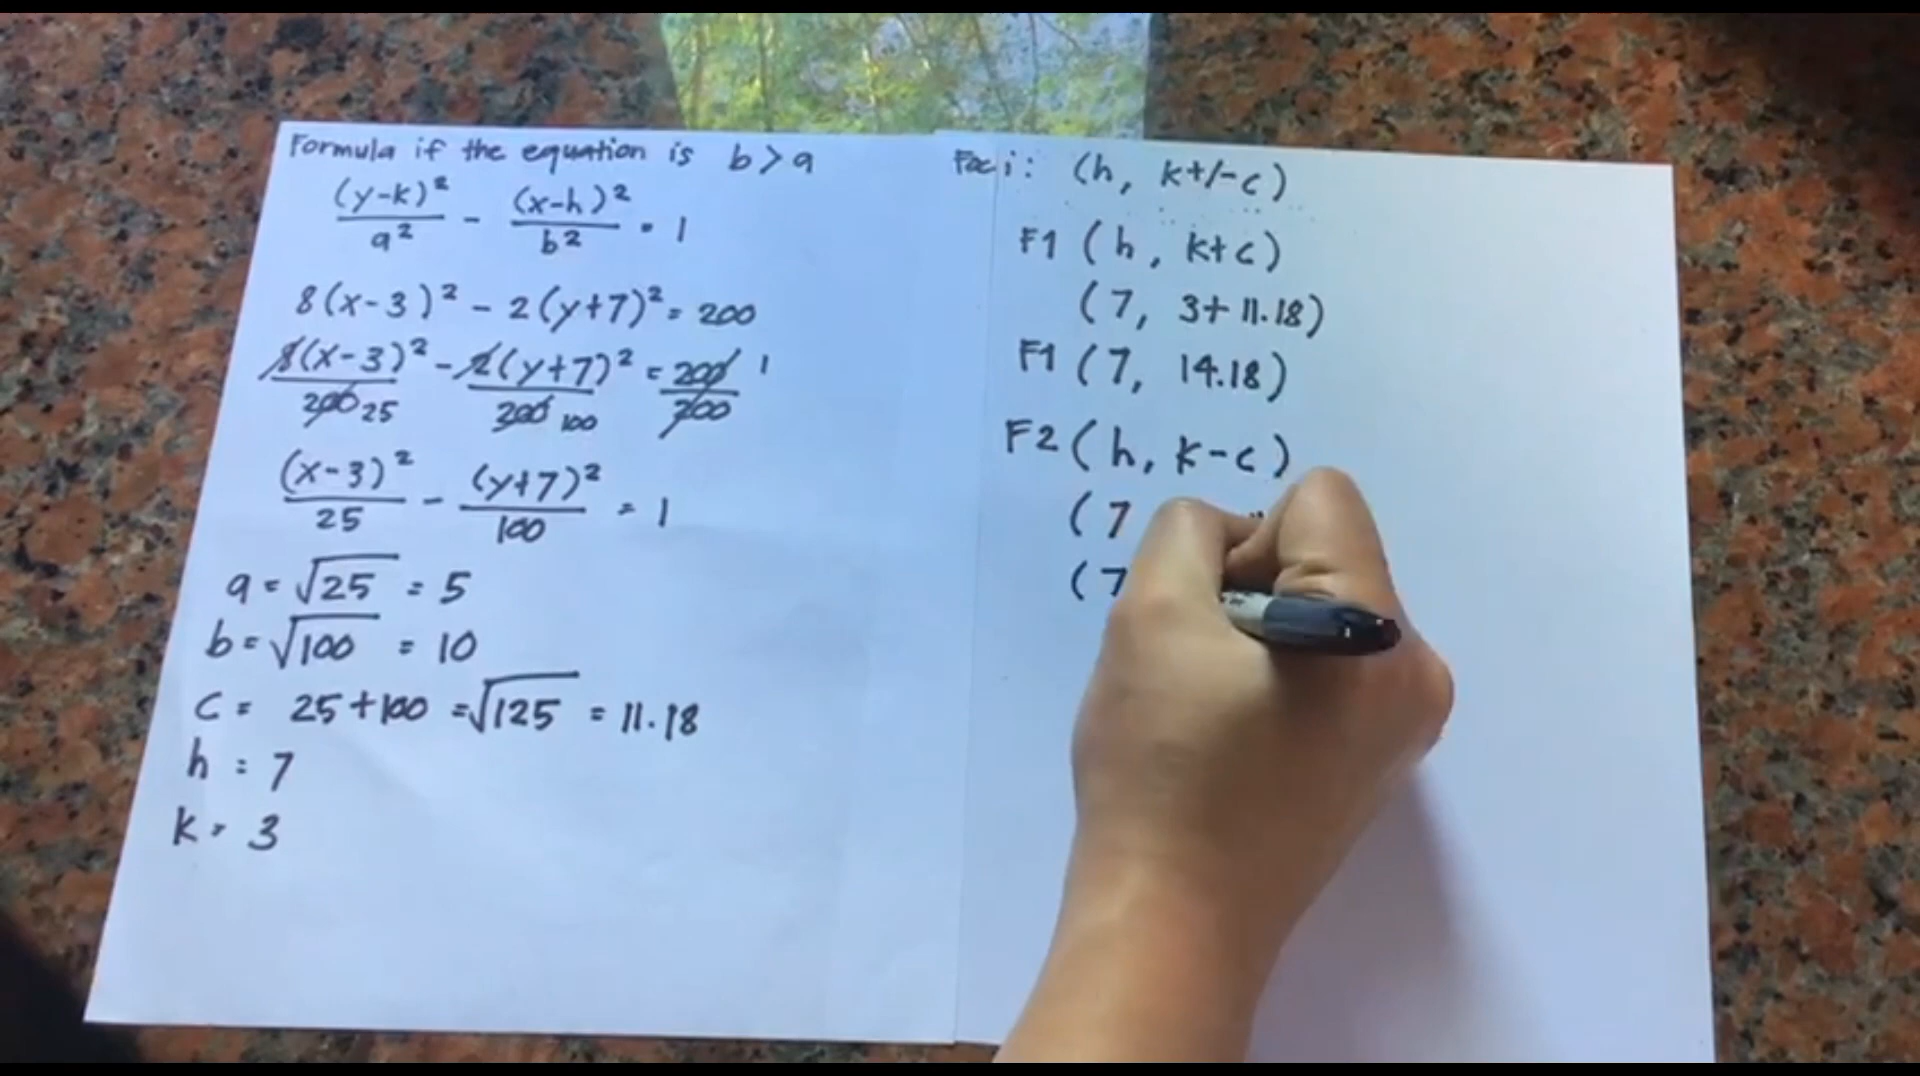 Formula if the equation is b > a
(y-k)²/a² - (x-h)²/b² = 1
8(x-3)² - 2(y+7)² = 200
8(x-3)²/200 25 - 2(y+7)²/200 100 = 200/200 1
(x-3)²/25 - (y+7)²/100 = 1
a = √25 = 5
b = √100 = 10
c = 25+100 = √125 = 11.18
h = 7
k = 3
Foci: (h, k+/-c)
F1 (h, k+c)
(7, 3+11.18)
F1 (7, 14.18)
F2 (h, k-c)
(7
(7